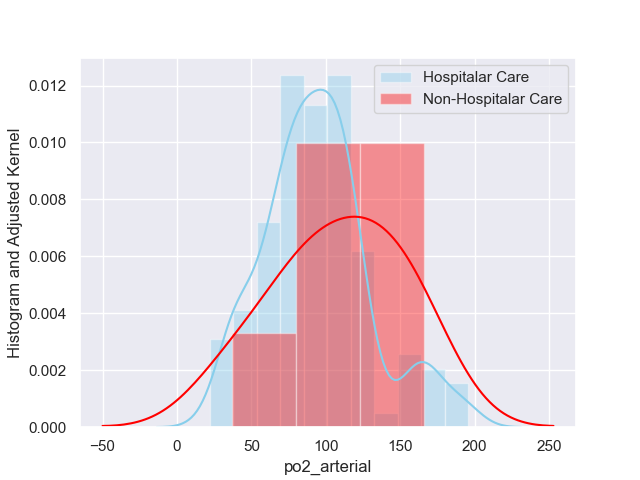 Hospitalar Care
Non-Hospitalar Care
Histogram and Adjusted Kernel
0.012
0.010
0.008
0.006
0.004
0.002
0.000
−50 0 50 100 150 200 250
po2_arterial